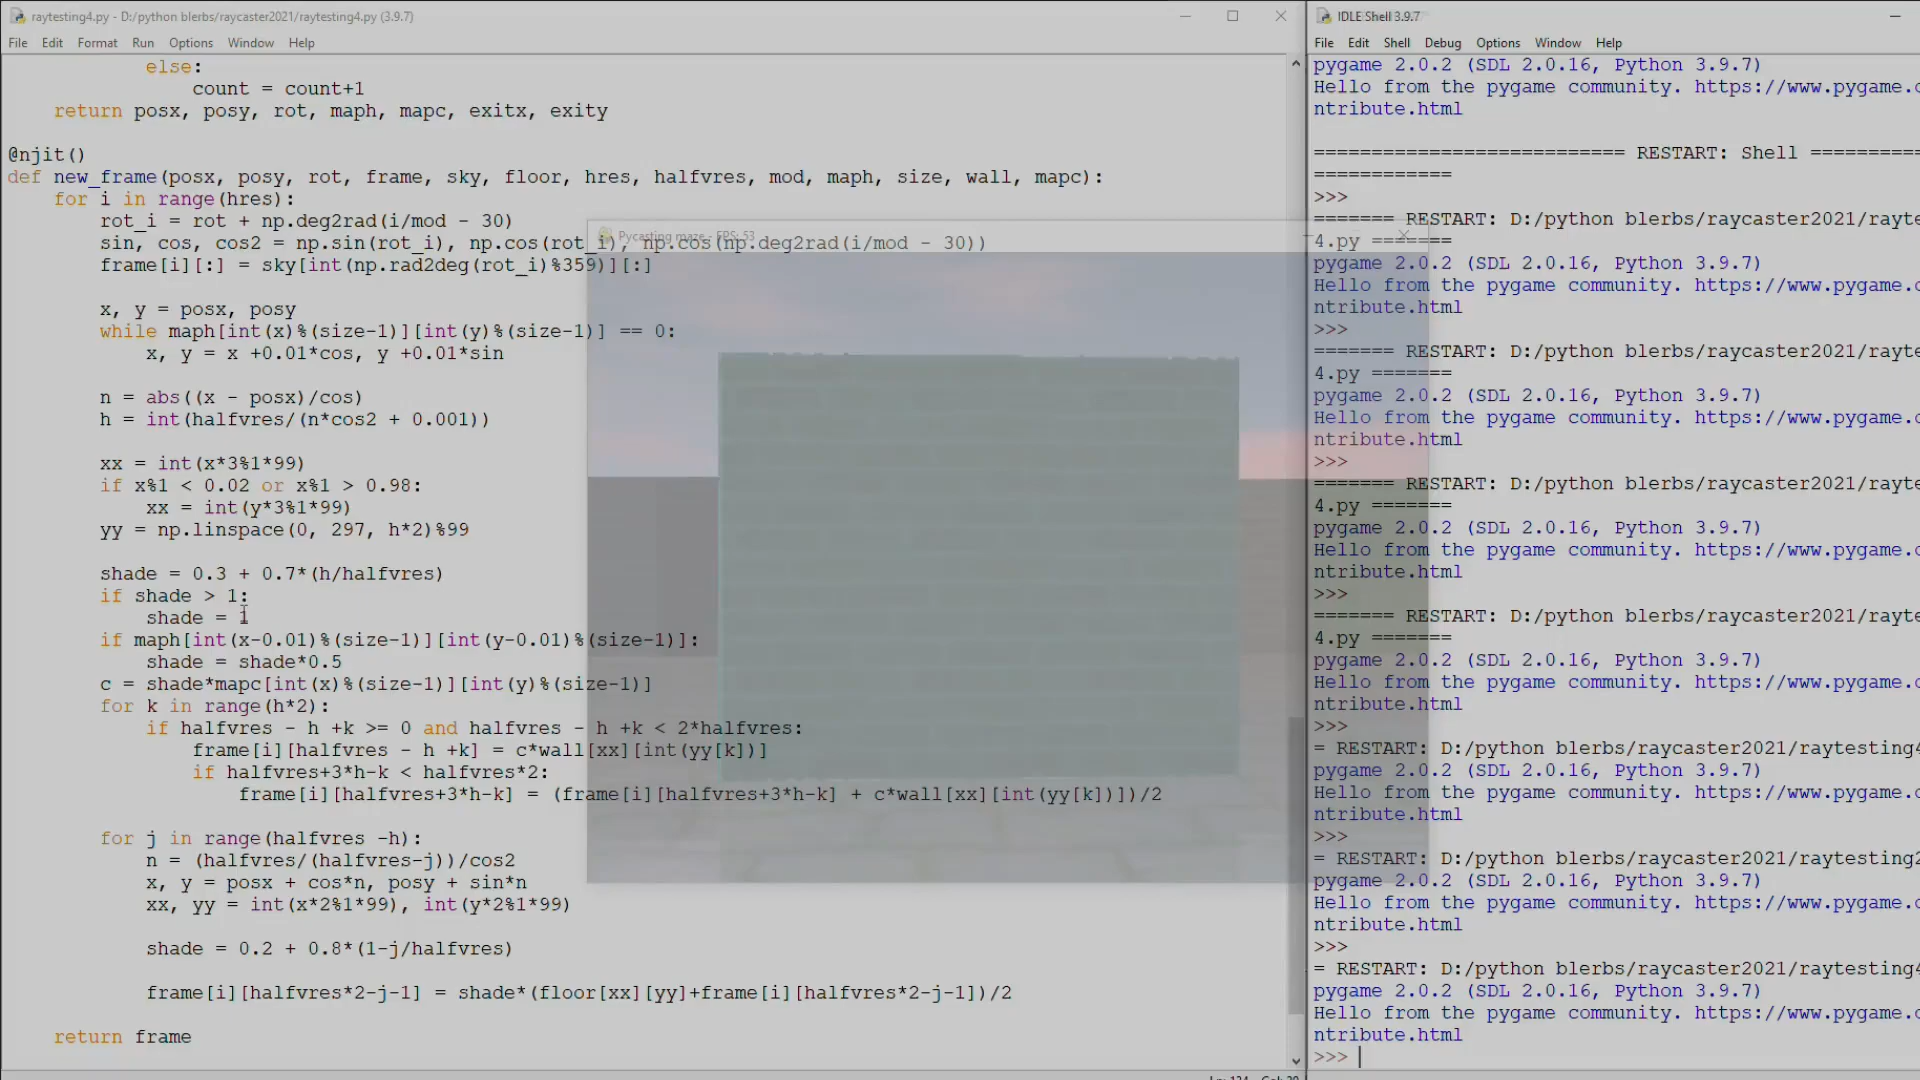 raytesting4.py - D:/python blerbs/raycaster2021/raytesting4.py (3.9.7)
File Edit Format Run Options Window Help
else:
count = count+1
return posx, posy, rot, maph, mapc, exitx, exity
@njit()
def new_frame(posx, posy, rot, frame, sky, floor, hres, halfvres, mod, maph, size, wall, mapc):
for i in range(hres):
rot_i = rot + np.deg2rad(i/mod - 30)
sin, cos, cos2 = np.sin(rot_i), np.cos(rot_i), np.cos(np.deg2rad(i/mod - 30))
frame[i][:] = sky[int(np.rad2deg(rot_i)%359)][:]
x, y = posx, posy
while maph[int(x)%(size-1)][int(y)%(size-1)] == 0:
x, y = x +0.01*cos, y +0.01*sin
n = abs((x - posx)/cos)
h = int(halfvres/(n*cos2 + 0.001))
xx = int(x*3%1*99)
if x%1 < 0.02 or x%1 > 0.98:
xx = int(y*3%1*99)
yy = np.linspace(0, 297, h*2)%99
shade = 0.3 + 0.7*(h/halfvres)
if shade > 1:
shade = 1
if maph[int(x-0.01)%(size-1)][int(y-0.01)%(size-1)]:
shade = shade*0.5
c = shade*mapc[int(x)%(size-1)][int(y)%(size-1)]
for k in range(h*2):
if halfvres - h +k >= 0 and halfvres - h +k < 2*halfvres:
frame[i][halfvres - h +k] = c*wall[xx][int(yy[k])]
if halfvres+3*h-k < halfvres*2:
frame[i][halfvres+3*h-k] = (frame[i][halfvres+3*h-k] + c*wall[xx][int(yy[k])])/2
for j in range(halfvres -h):
n = (halfvres/(halfvres-j))/cos2
x, y = posx + cos*n, posy + sin*n
xx, yy = int(x*2%1*99), int(y*2%1*99)
shade = 0.2 + 0.8*(1-j/halfvres)
frame[i][halfvres*2-j-1] = shade*(floor[xx][yy]+frame[i][halfvres*2-j-1])/2
return frame
Pycasting maze - FPS: 53
IDLE Shell 3.9.7
File Edit Shell Debug Options Window Help
pygame 2.0.2 (SDL 2.0.16, Python 3.9.7)
Hello from the pygame community. https://www.pygame.c
ntribute.html
=========================== RESTART: Shell ==========
============
>>>
======= RESTART: D:/python blerbs/raycaster2021/rayte
4.py =======
pygame 2.0.2 (SDL 2.0.16, Python 3.9.7)
Hello from the pygame community. https://www.pygame.c
ntribute.html
>>>
======= RESTART: D:/python blerbs/raycaster2021/rayte
4.py =======
pygame 2.0.2 (SDL 2.0.16, Python 3.9.7)
Hello from the pygame community. https://www.pygame.c
ntribute.html
>>>
======= RESTART: D:/python blerbs/raycaster2021/rayte
4.py =======
pygame 2.0.2 (SDL 2.0.16, Python 3.9.7)
Hello from the pygame community. https://www.pygame.c
ntribute.html
>>>
======= RESTART: D:/python blerbs/raycaster2021/rayte
4.py =======
pygame 2.0.2 (SDL 2.0.16, Python 3.9.7)
Hello from the pygame community. https://www.pygame.c
ntribute.html
>>>
= RESTART: D:/python blerbs/raycaster2021/raytesting4
pygame 2.0.2 (SDL 2.0.16, Python 3.9.7)
Hello from the pygame community. https://www.pygame.c
ntribute.html
>>>
= RESTART: D:/python blerbs/raycaster2021/raytesting2
pygame 2.0.2 (SDL 2.0.16, Python 3.9.7)
Hello from the pygame community. https://www.pygame.c
ntribute.html
>>>
= RESTART: D:/python blerbs/raycaster2021/raytesting4
pygame 2.0.2 (SDL 2.0.16, Python 3.9.7)
Hello from the pygame community. https://www.pygame.c
ntribute.html
>>>